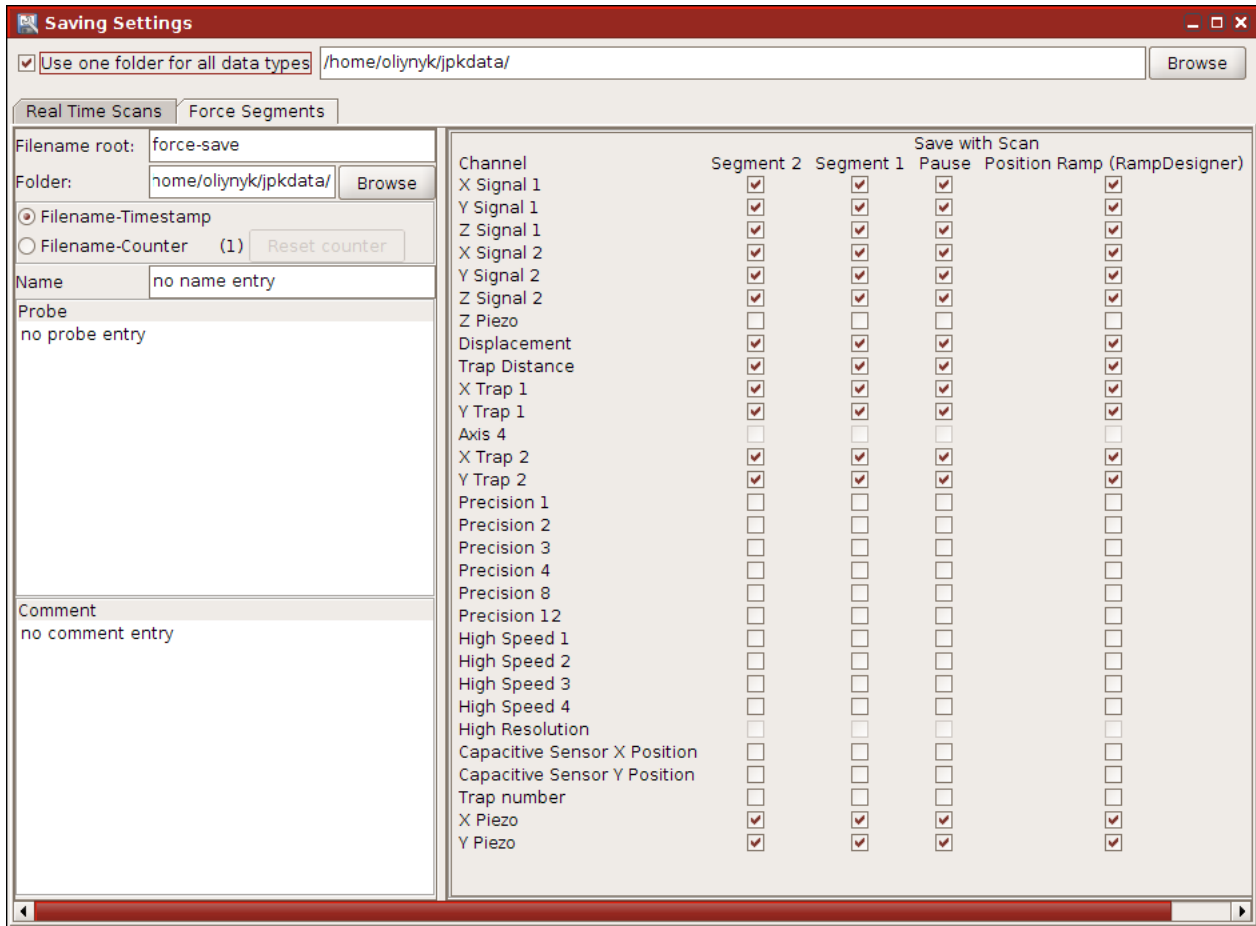 Saving Settings
Use one folder for all data types /home/oliynyk/jpkdata/ Browse
Real Time Scans Force Segments
Filename root: force-save
Folder: home/oliynyk/jpkdata/ Browse
Filename-Timestamp
Filename-Counter (1) Reset counter
Name no name entry
Probe
no probe entry
Comment
no comment entry
Save with Scan
Channel Segment 2 Segment 1 Pause Position Ramp (RampDesigner)
X Signal 1
Y Signal 1
Z Signal 1
X Signal 2
Y Signal 2
Z Signal 2
Z Piezo
Displacement
Trap Distance
X Trap 1
Y Trap 1
Axis 4
X Trap 2
Y Trap 2
Precision 1
Precision 2
Precision 3
Precision 4
Precision 8
Precision 12
High Speed 1
High Speed 2
High Speed 3
High Speed 4
High Resolution
Capacitive Sensor X Position
Capacitive Sensor Y Position
Trap number
X Piezo
Y Piezo